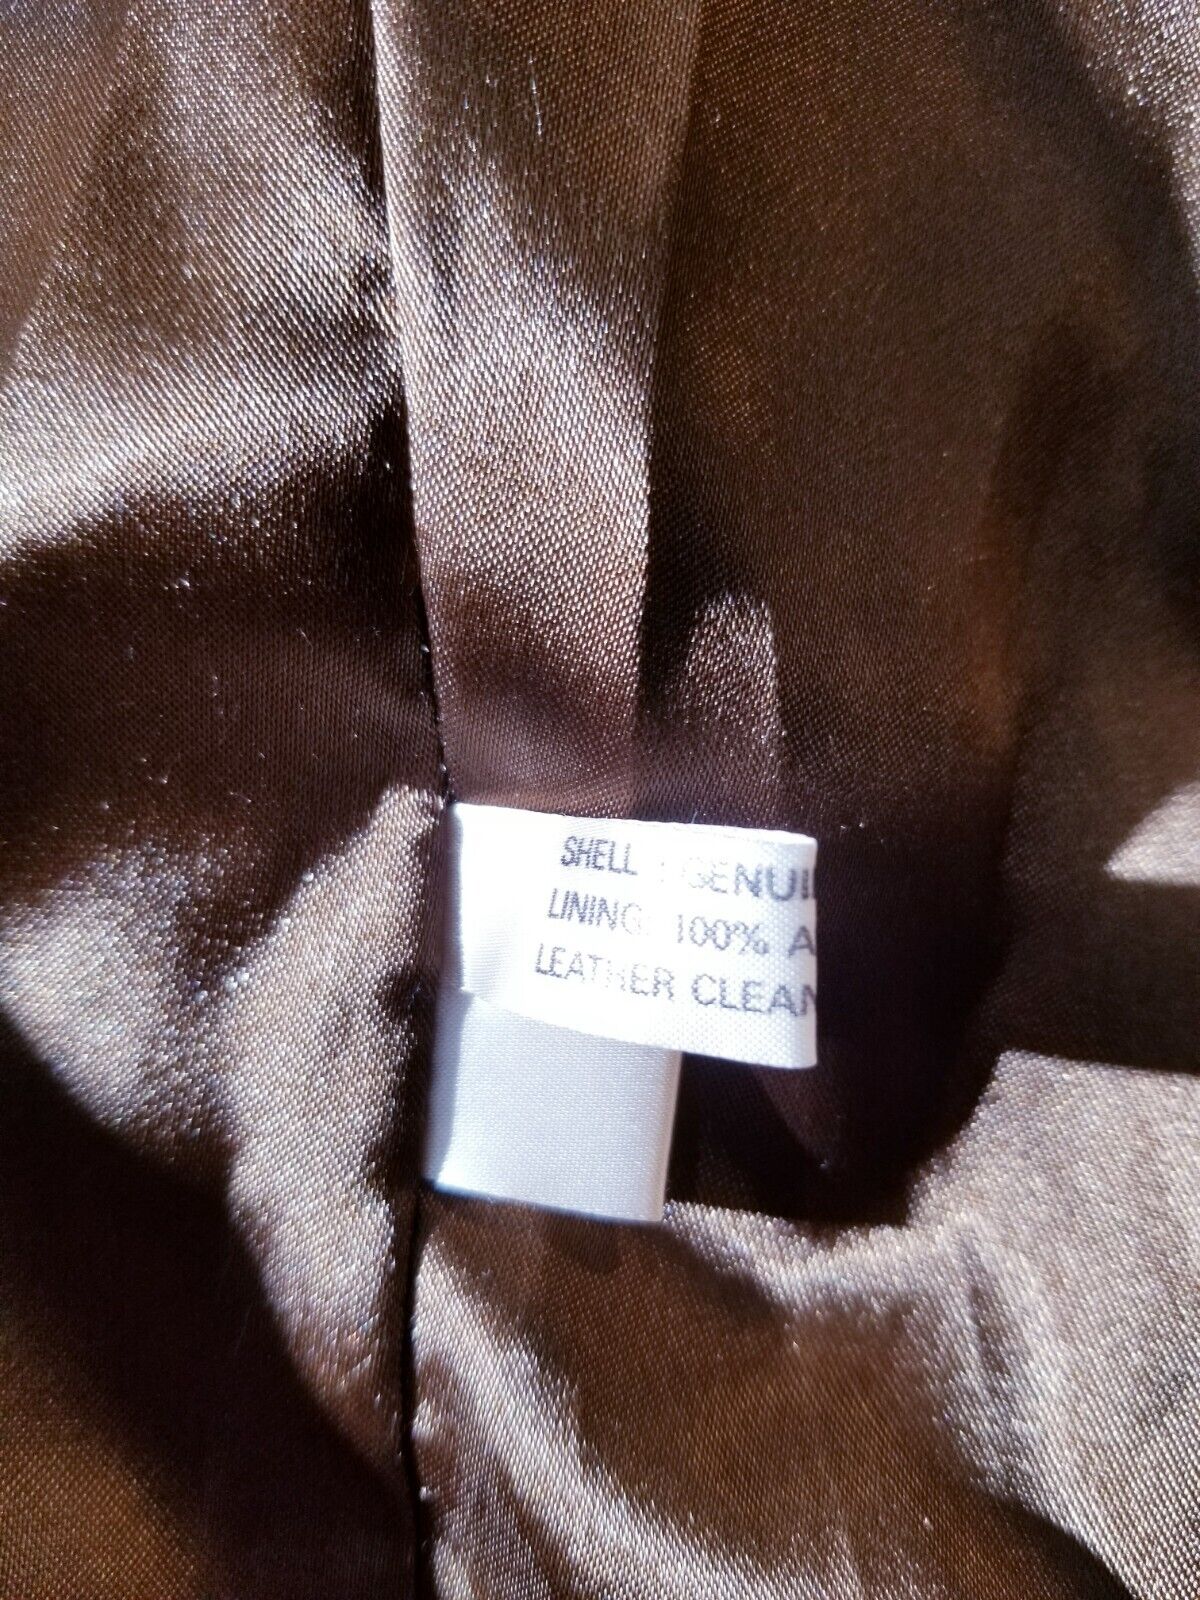 SHELL : GENUI
LINING: 100% A
LEATHER CLEAN